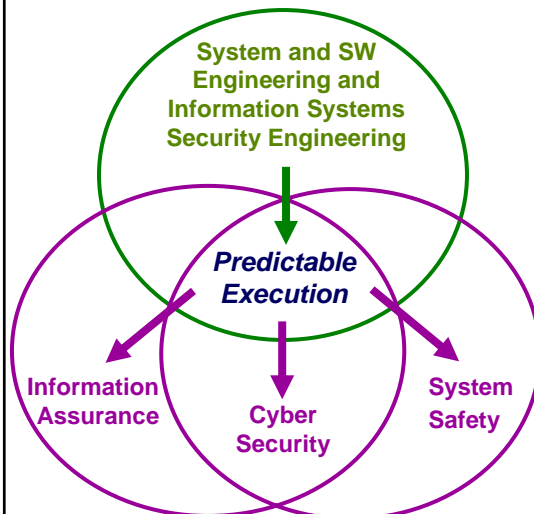 System and SW
Engineering and
Information Systems
Security Engineering
Predictable
Execution
Information
Assurance
Cyber
Security
System
Safety